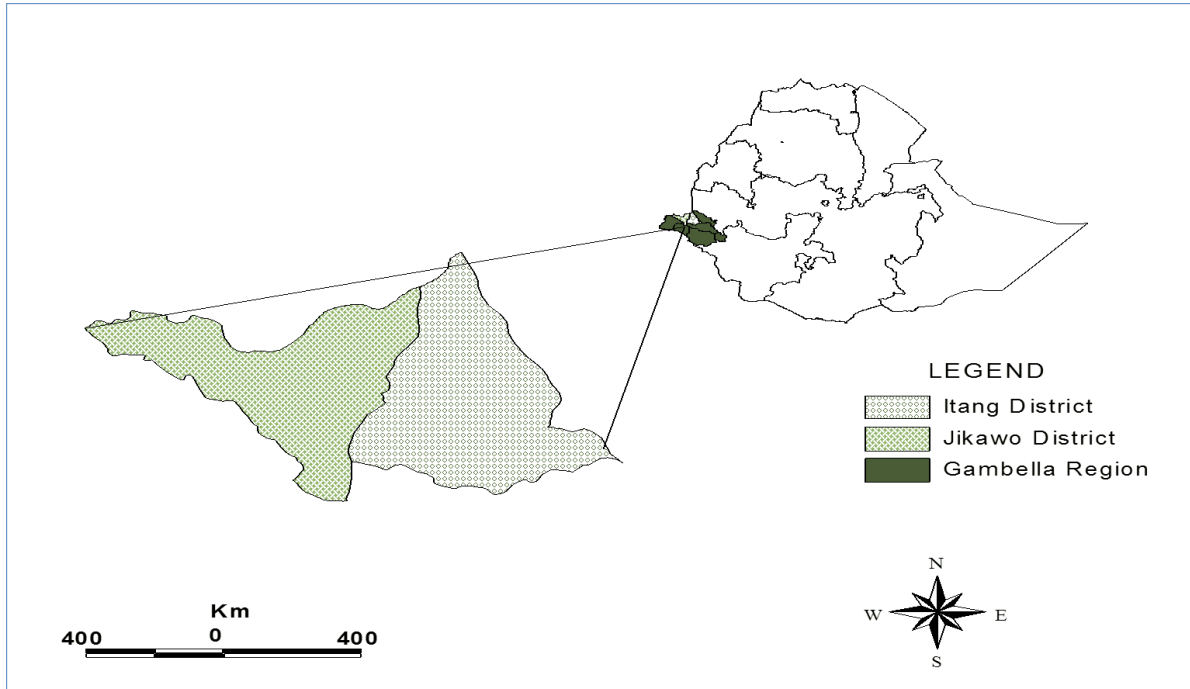 LEGEND
Itang District
Jikawo District
Gambella Region
N
W E
S
Km
400 0 400